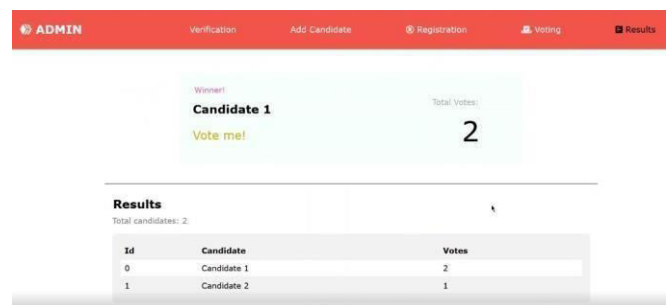 ADMIN Verification Add Candidate Registration Voting Results
Winner!
Candidate 1
Vote me!
Total Votes:
2
Results
Total candidates: 2
Id Candidate Votes
0 Candidate 1 2
1 Candidate 2 1